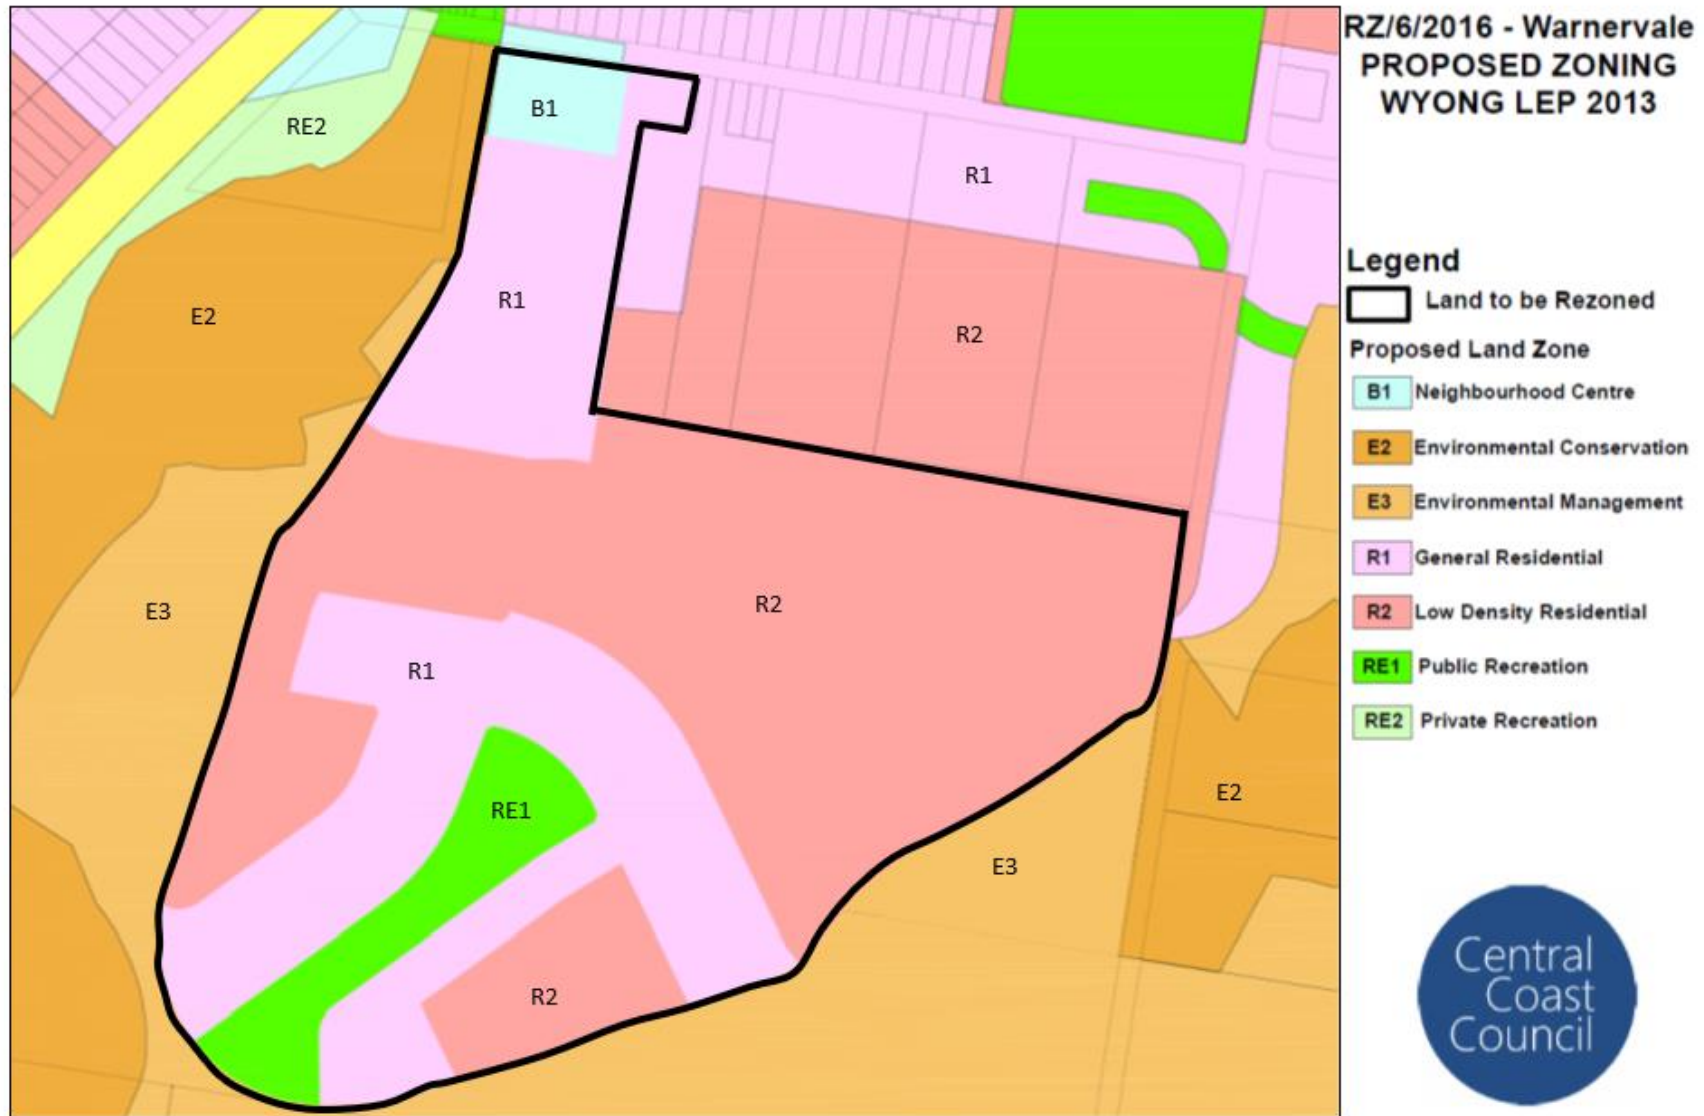 RZ/6/2016 - Warnervale
PROPOSED ZONING
WYONG LEP 2013
Legend
Land to be Rezoned
Proposed Land Zone
B1 Neighbourhood Centre
E2 Environmental Conservation
E3 Environmental Management
R1 General Residential
R2 Low Density Residential
RE1 Public Recreation
RE2 Private Recreation
Central
Coast
Council
B1
RE2
R1
R1
E2
R2
R2
E3
R1
E2
RE1
E3
R2